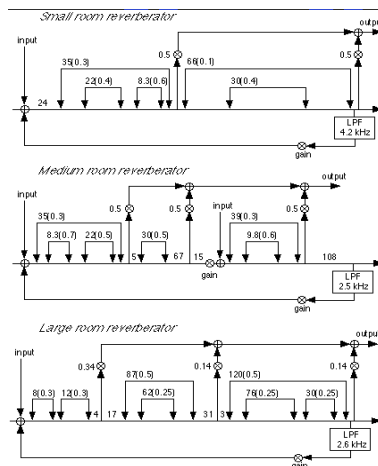 Small room reverberator
output
input
35(0.3)
0.5
66(0.1)
0.5
22(0.4)
8.3(0.6)
30(0.4)
24
LPF
4.2 kHz
gain
Medium room reverberator
input
output
35(0.3)
0.5
0.5
input
39(0.3)
0.5
8.3(0.7)
22(0.5)
30(0.5)
9.8(0.6)
5
67
15
108
gain
LPF
2.5 kHz
gain
Large room reverberator
output
input
0.34
87(0.5)
0.14
120(0.5)
0.14
8(0.3)
12(0.3)
62(0.25)
76(0.25)
30(0.25)
4
17
31
3
LPF
2.6 kHz
gain